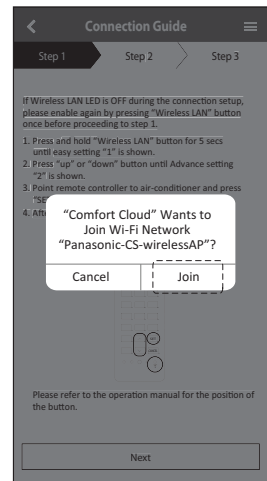 Connection Guide
Step 1 Step 2 Step 3
If Wireless LAN LED is OFF during the connection setup,
please enable again by pressing "Wireless LAN" button
once before proceeding to step 1.
1. Press and hold "Wireless LAN" button for 5 secs
until easy setting "1" is shown.
2. Press "up" or "down" button until Advance setting
"2" is shown.
3. Point remote controller to air-conditioner and press
4.
"Comfort Cloud" Wants to
Join Wi-Fi Network
"Panasonic-CS-wirelessAP"?
Cancel Join
Please refer to the operation manual for the position of
the button.
Next